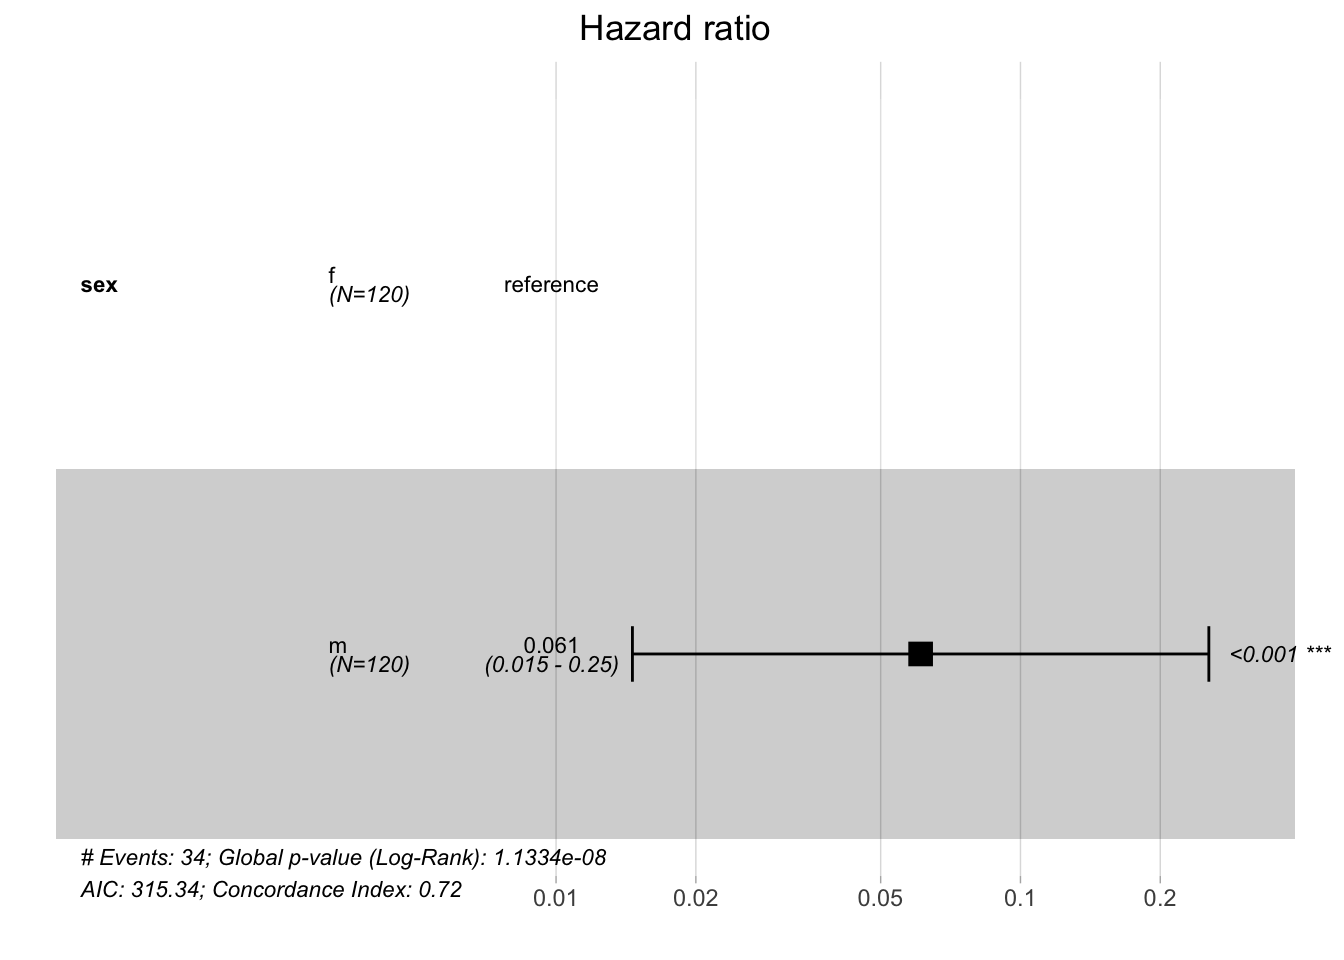 Hazard ratio
sex
f
(N=120)
reference
m
(N=120)
0.061
(0.015 - 0.25)
<0.001 ***
# Events: 34; Global p-value (Log-Rank): 1.1334e-08
AIC: 315.34; Concordance Index: 0.72
0.01
0.02
0.05
0.1
0.2